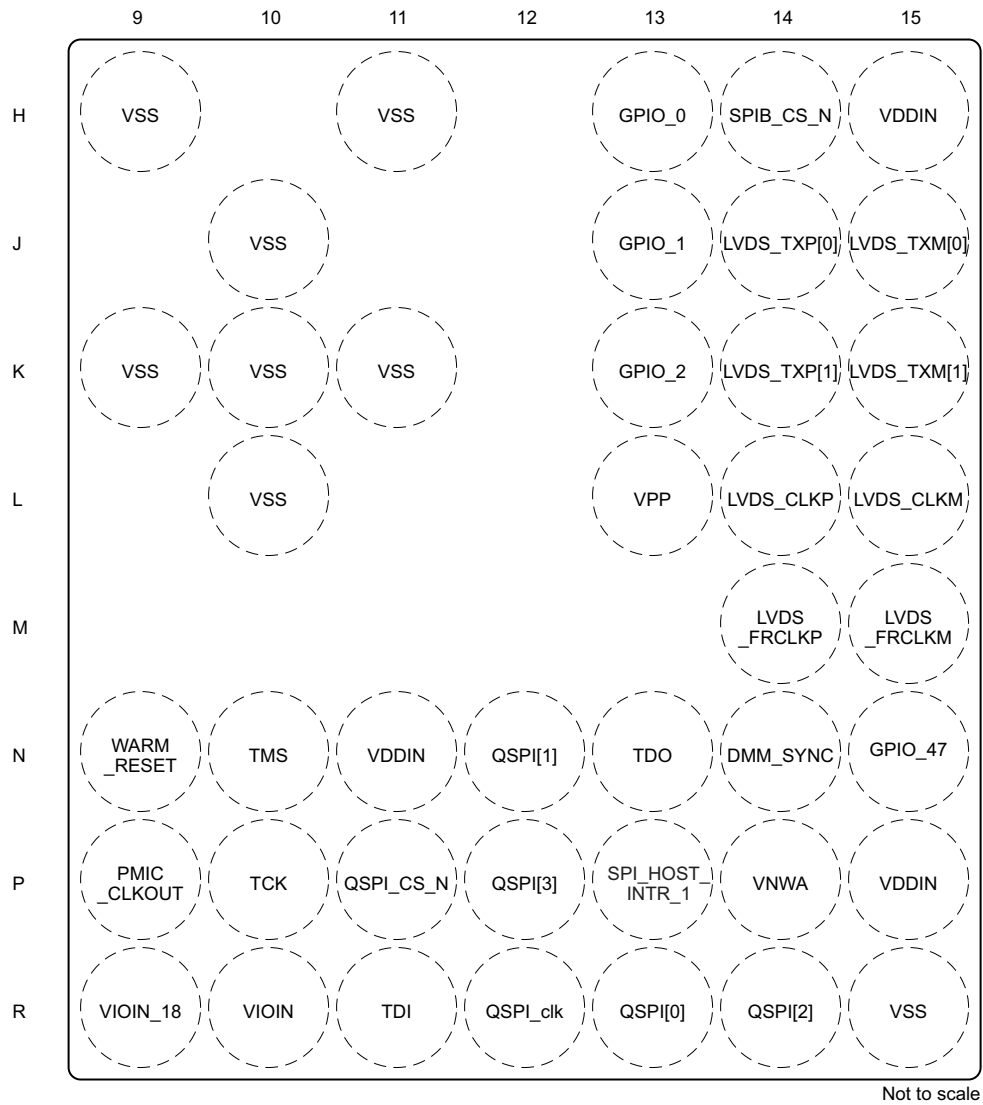 9 10 11 12 13 14 15
H VSS VSS GPIO_0 SPIB_CS_N VDDIN
J VSS GPIO_1 LVDS_TXP[0] LVDS_TXM[0]
K VSS VSS VSS GPIO_2 LVDS_TXP[1] LVDS_TXM[1]
L VSS VPP LVDS_CLKP LVDS_CLKM
M LVDS
_FRCLKP LVDS
_FRCLKM
N WARM
_RESET TMS VDDIN QSPI[1] TDO DMM_SYNC GPIO_47
P PMIC
_CLKOUT TCK QSPI_CS_N QSPI[3] SPI_HOST_
INTR_1 VNWA VDDIN
R VIOIN_18 VIOIN TDI QSPI_clk QSPI[0] QSPI[2] VSS
Not to scale